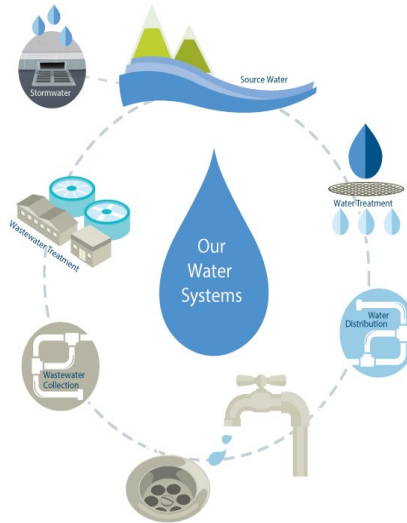 Stormwater
Source Water
Water Treatment
Wastewater Treatment
Our
Water
Systems
Water
Distribution
Wastewater
Collection